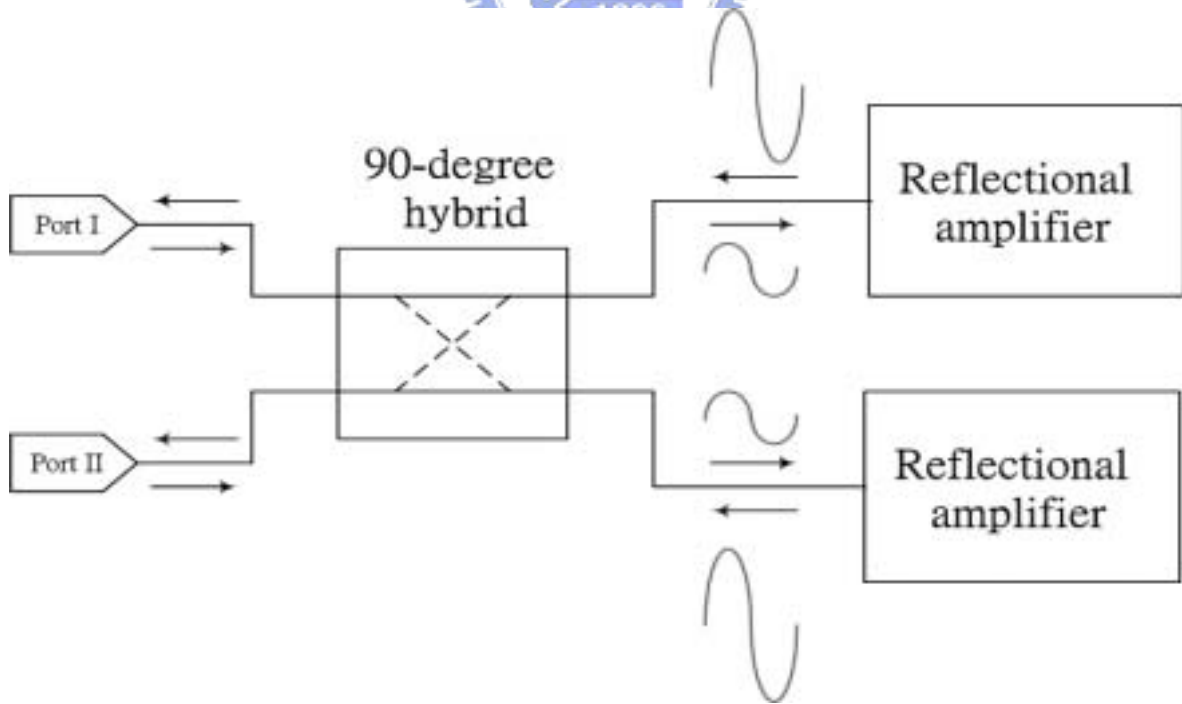 90-degree
hybrid
Port I
Port II
Reflectional
amplifier
Reflectional
amplifier